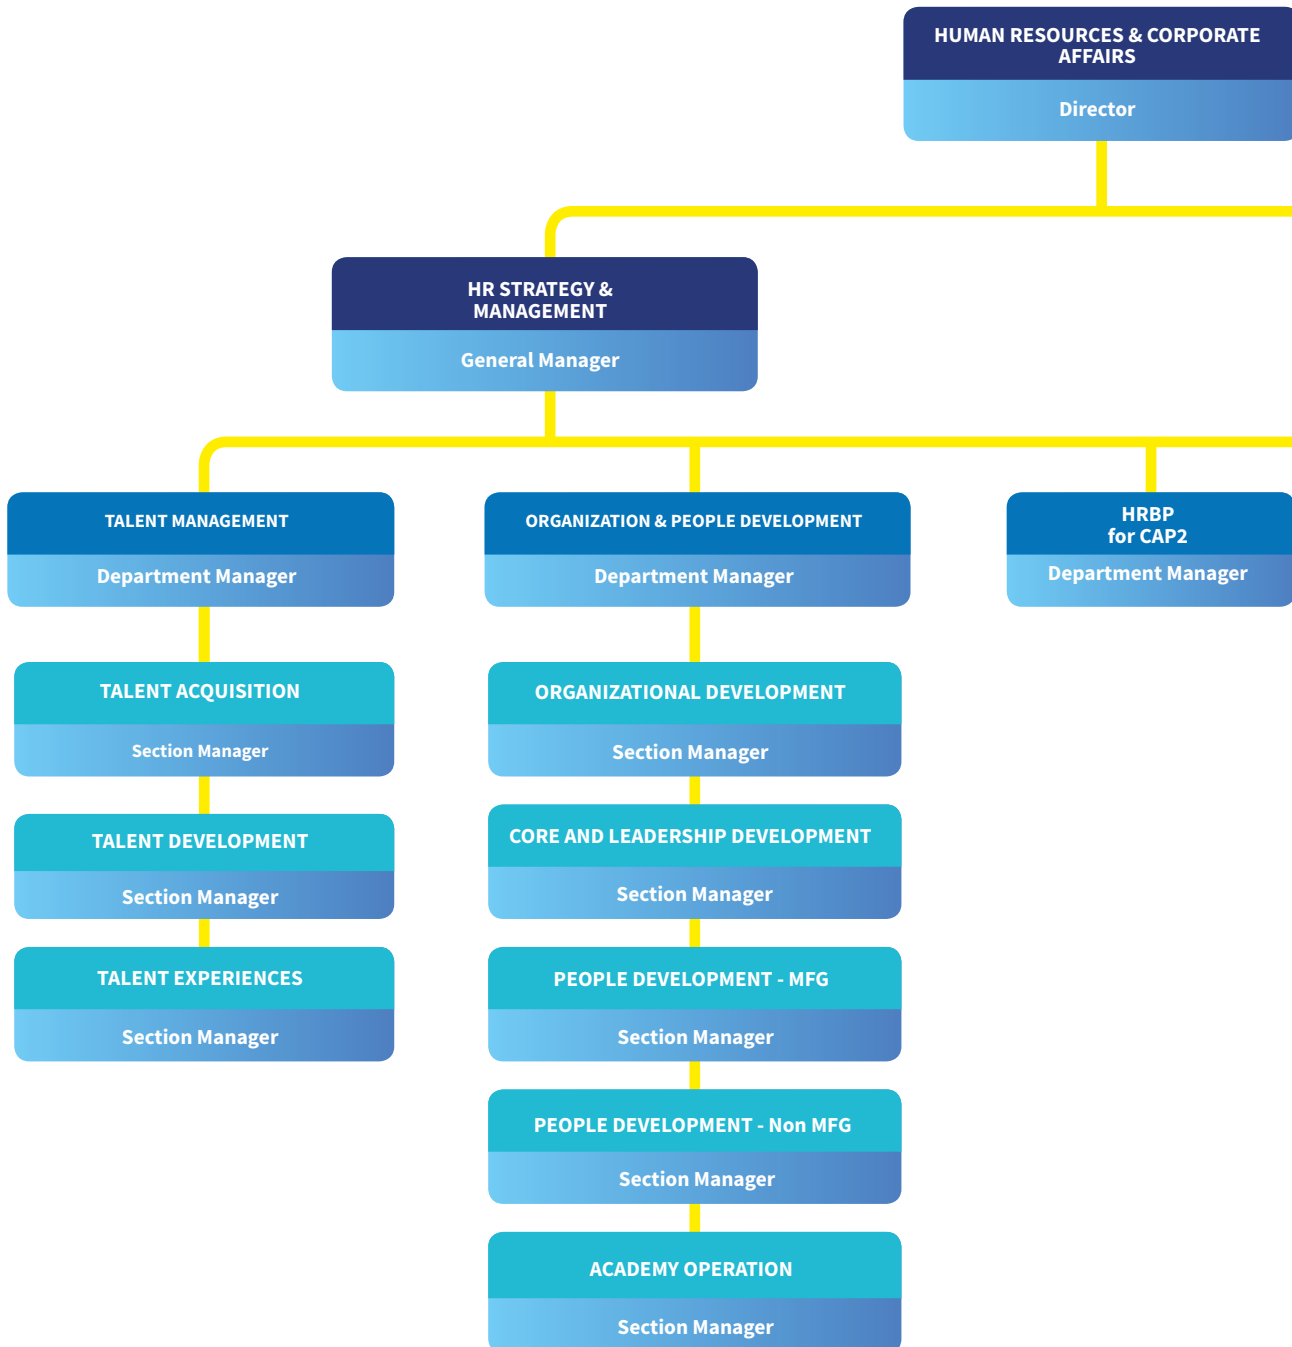 HUMAN RESOURCES & CORPORATE
AFFAIRS
Director
HR STRATEGY &
MANAGEMENT
General Manager
TALENT MANAGEMENT
Department Manager
ORGANIZATION & PEOPLE DEVELOPMENT
Department Manager
HRBP
for CAP2
Department Manager
TALENT ACQUISITION
Section Manager
TALENT DEVELOPMENT
Section Manager
TALENT EXPERIENCES
Section Manager
ORGANIZATIONAL DEVELOPMENT
Section Manager
CORE AND LEADERSHIP DEVELOPMENT
Section Manager
PEOPLE DEVELOPMENT - MFG
Section Manager
PEOPLE DEVELOPMENT - Non MFG
Section Manager
ACADEMY OPERATION
Section Manager